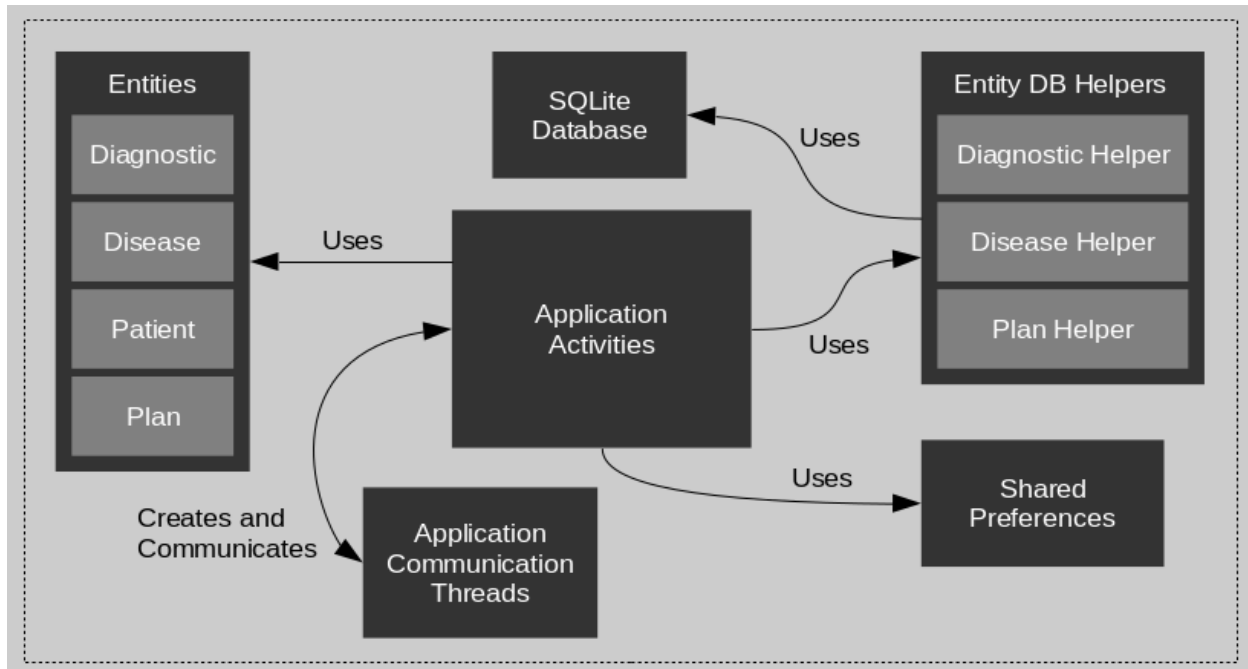 Entities
Diagnostic
Disease
Patient
Plan
SQLite
Database
Entity DB Helpers
Diagnostic Helper
Disease Helper
Plan Helper
Uses
Uses
Application
Activities
Uses
Uses
Shared
Preferences
Creates and
Communicates
Application
Communication
Threads